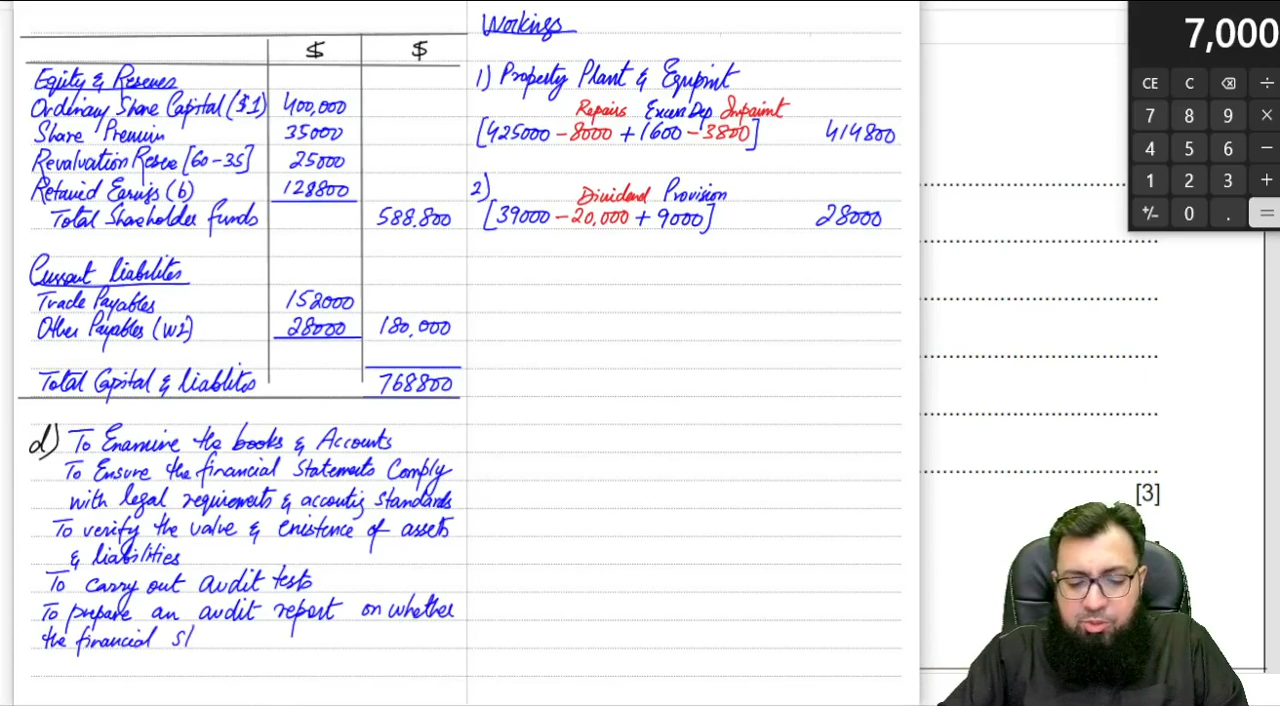 $ $
Equity & Reserves
Ordinary Share Capital ($1) 400,000
Share Premium 35000
Revaluation Reserve [60-35] 25000
Retained Earnings (b) 128800
Total Shareholder funds 588.800
Current liabilities
Trade Payables 152000
Other Payables (W2) 28000 180,000
Total Capital & liabilites 768800
d) To Examine the books & Accounts
To Ensure the financial statements Comply
with legal requirements & accounting standards
To verify the value & existence of assets
& liabilities
To carry out audit tests
To prepare an audit report on whether
the financial s
Workings
1) Property Plant & Equipment
Repairs Excess Dep Impairment
[425000 - 8000 + 1600 - 3800] 414800
2) Dividend Provision
[39000 - 20,000 + 9000] 28000
7,000
CE C ⌫ ÷
7 8 9 ×
4 5 6 −
1 2 3 +
+/− 0 . =
[3]